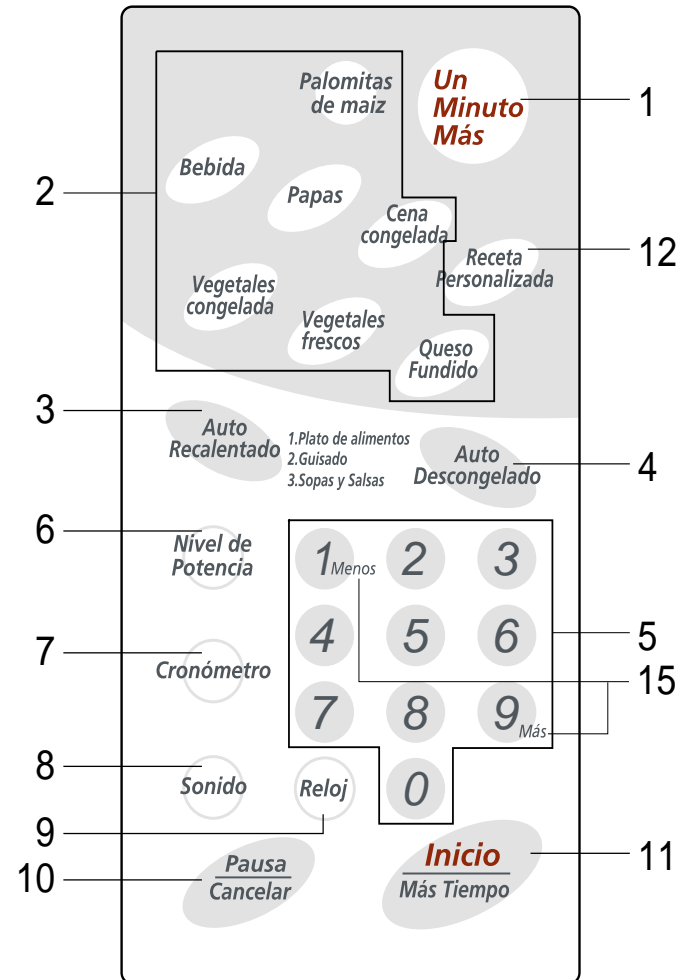 Palomitas
de maiz
Un
Minuto
Más
1
Bebida
2
Papas
Cena
congelada
12
Receta
Personalizada
Vegetales
congelada
Vegetales
frescos
Queso
Fundido
3
Auto
Recalentado
1.Plato de alimentos
2.Guisado
3.Sopas y Salsas
Auto
Descongelado
4
6
Nivel de
Potencia
1 Menos
2
3
7
Cronómetro
4
5
6
5
15
7
8
9 Más
8
Sonido
Reloj
0
9
10
Pausa
Cancelar
Inicio
Más Tiempo
11